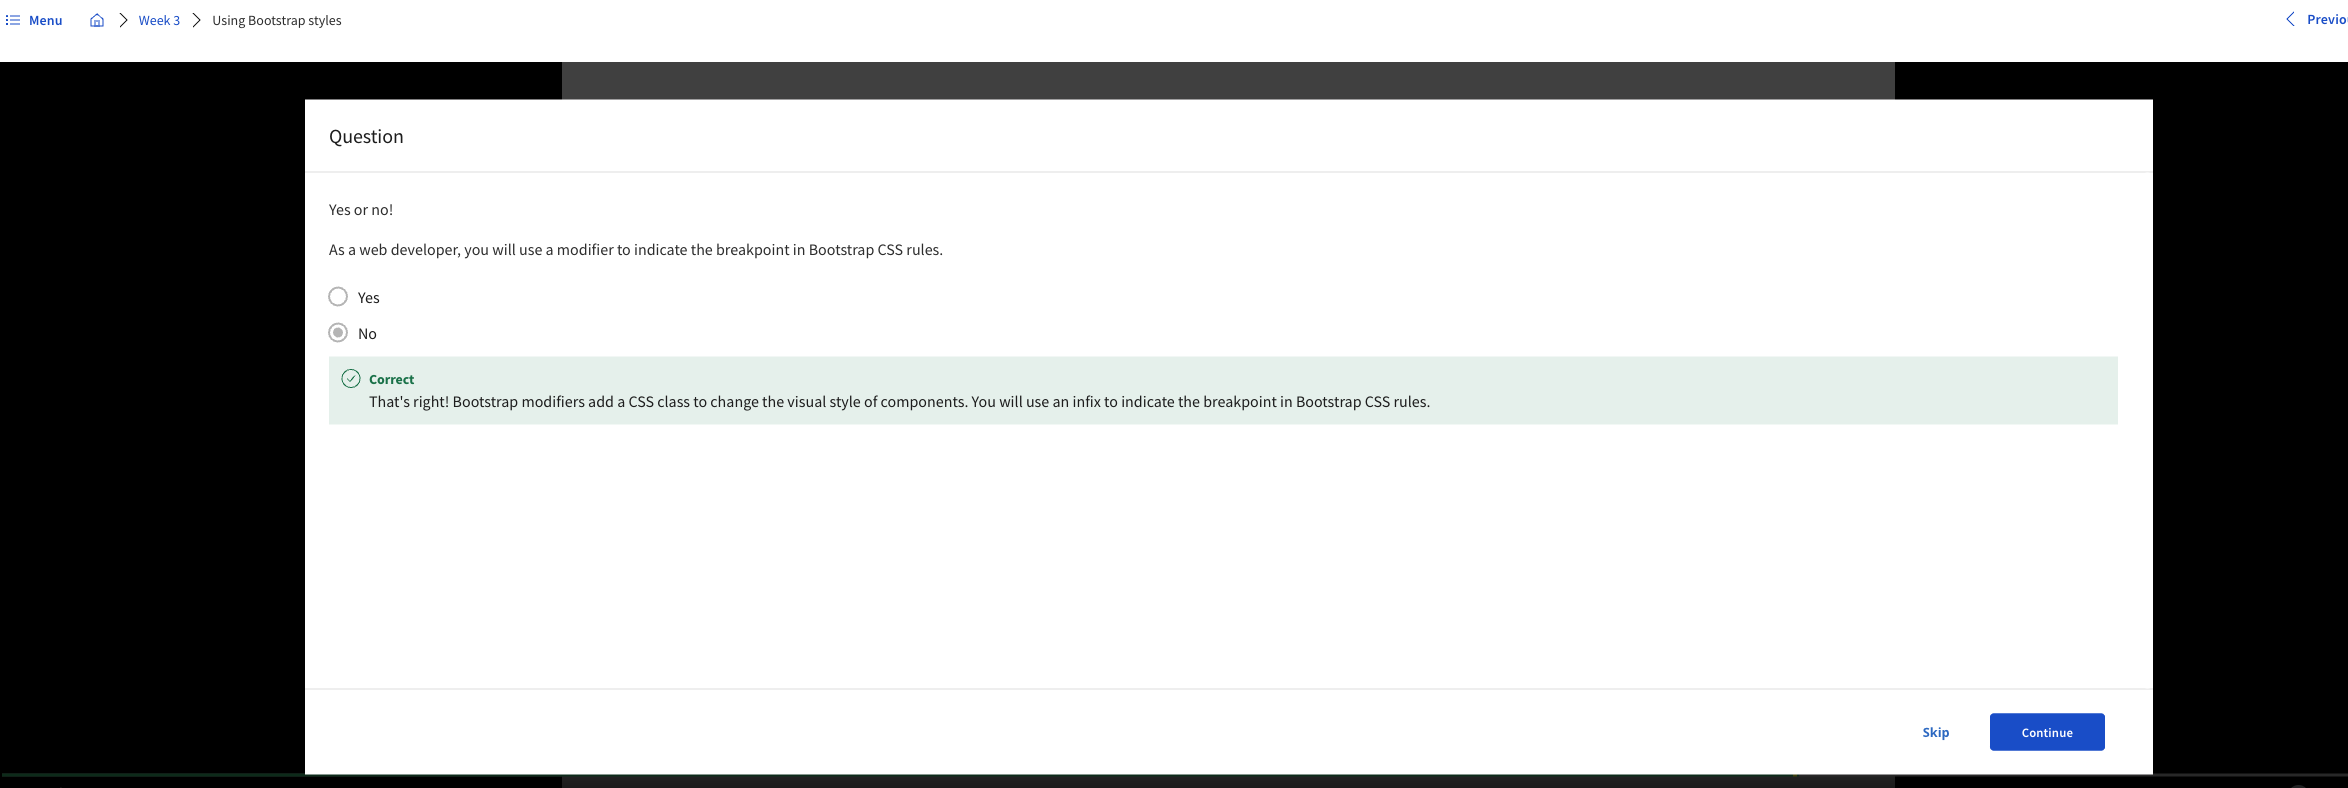 Menu Week 3 Using Bootstrap styles
Question
Yes or no!
As a web developer, you will use a modifier to indicate the breakpoint in Bootstrap CSS rules.
Yes
No
Correct
That's right! Bootstrap modifiers add a CSS class to change the visual style of components. You will use an infix to indicate the breakpoint in Bootstrap CSS rules.
Skip Continue